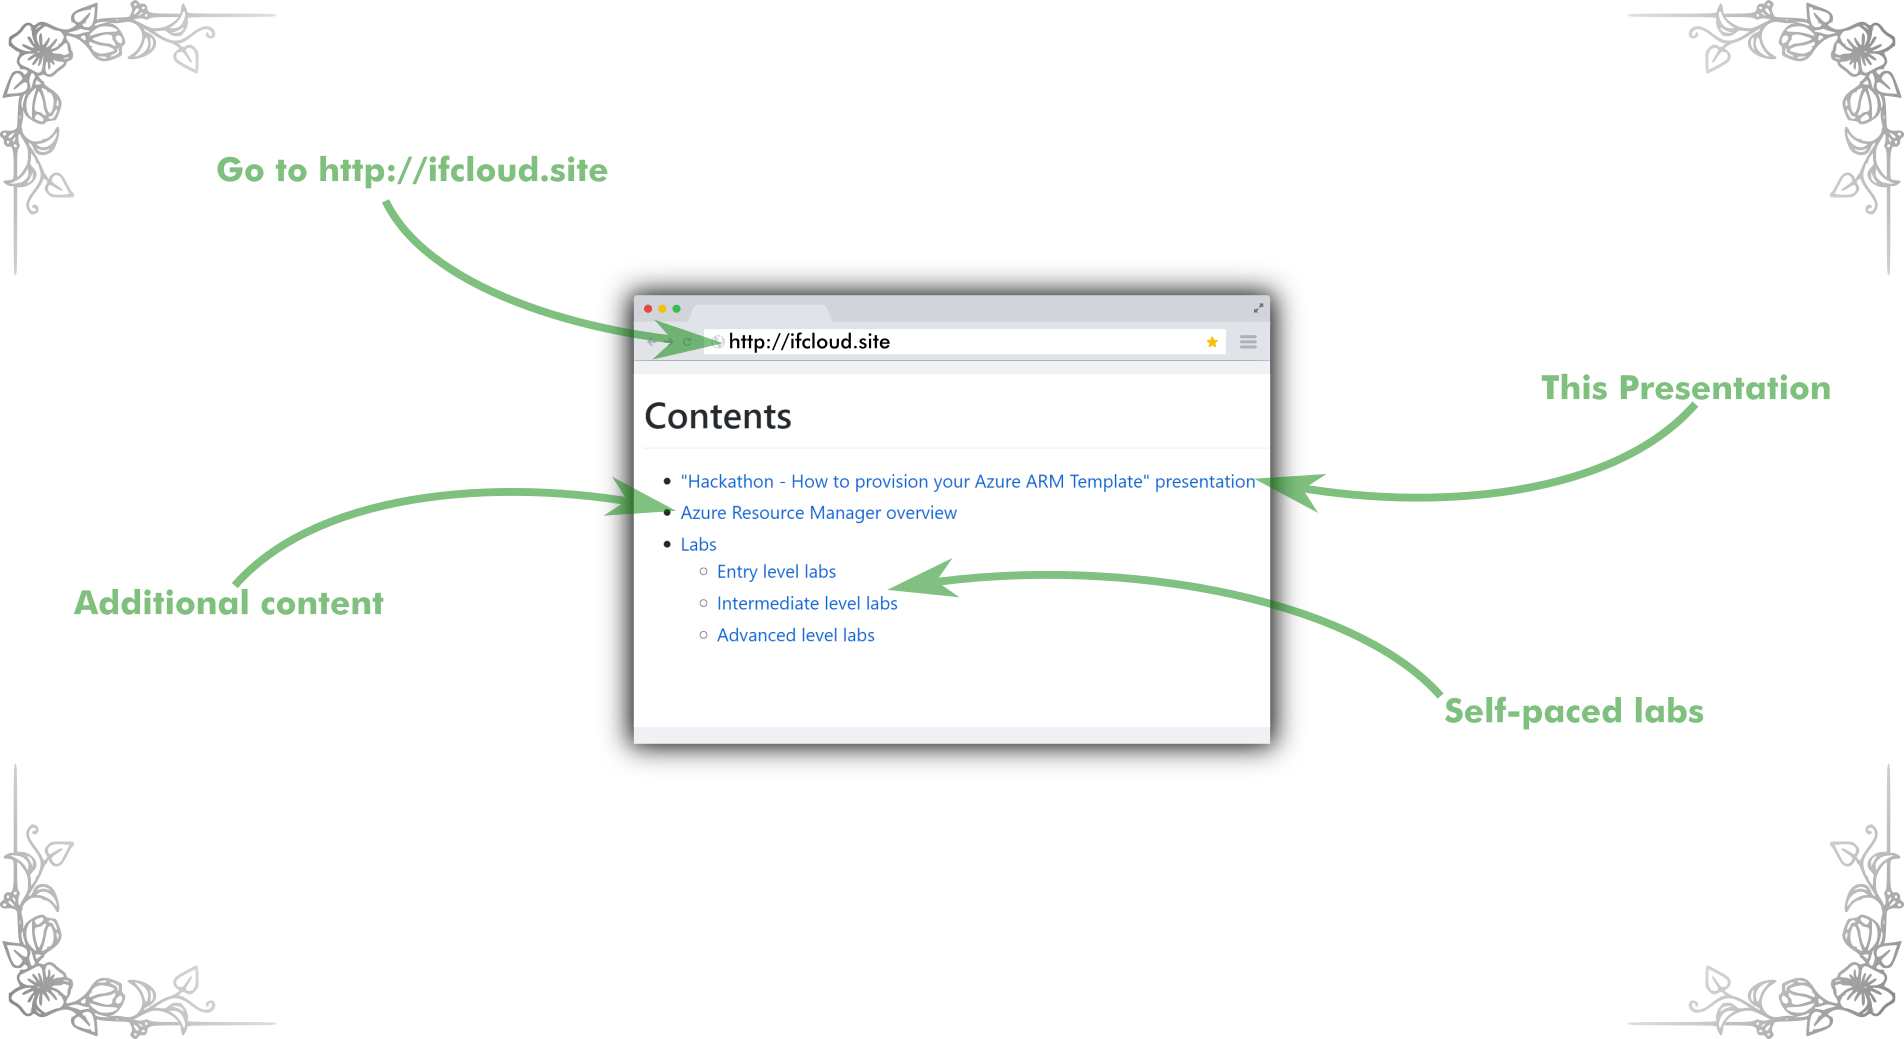 Go to http://ifcloud.site
http://ifcloud.site
This Presentation
Contents
"Hackathon - How to provision your Azure ARM Template" presentation
Azure Resource Manager overview
Labs
Entry level labs
Additional content
Intermediate level labs
Advanced level labs
Self-paced labs